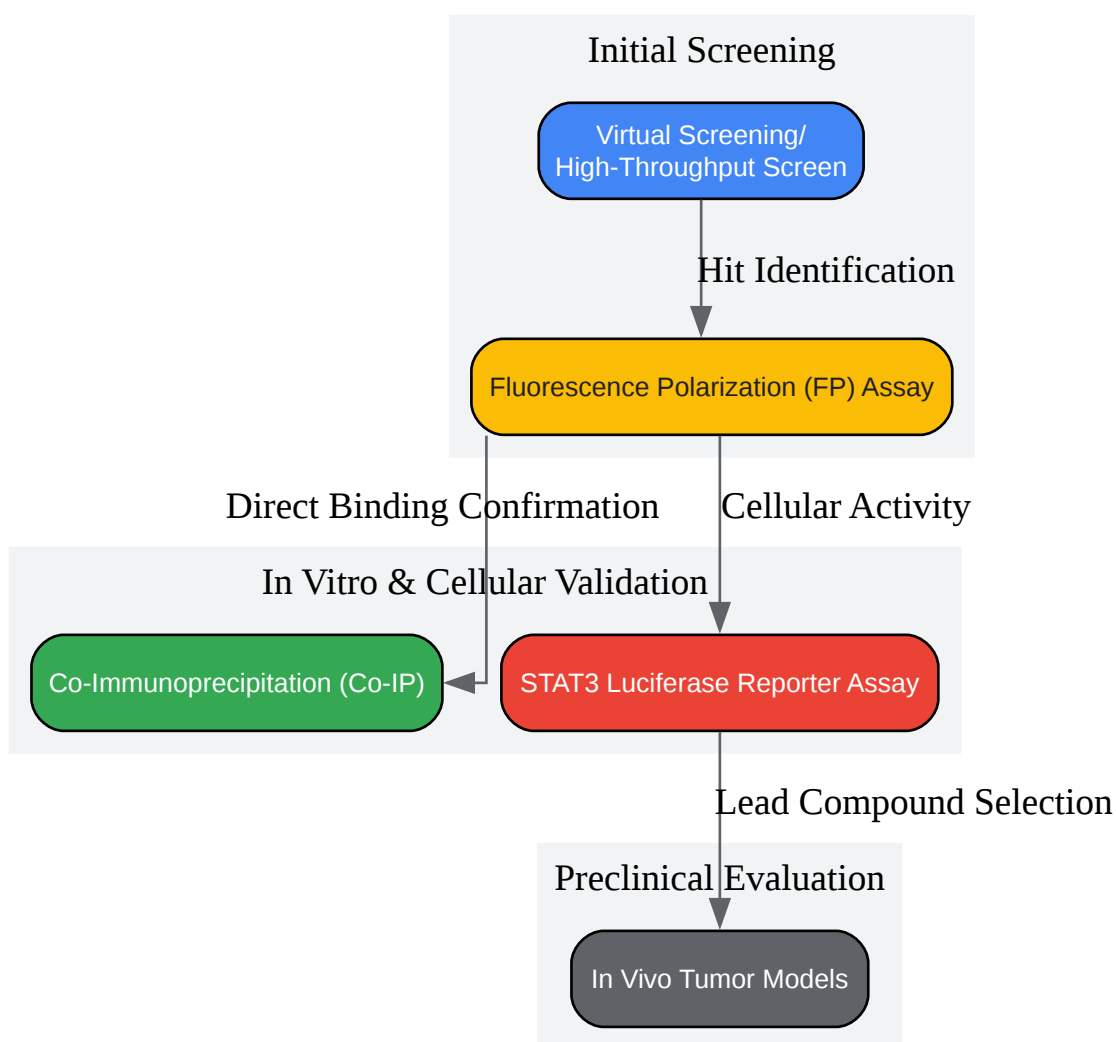 Initial Screening
Virtual Screening/
High-Throughput Screen
Hit Identification
Fluorescence Polarization (FP) Assay
Direct Binding Confirmation
Cellular Activity
In Vitro & Cellular Validation
Co-Immunoprecipitation (Co-IP)
STAT3 Luciferase Reporter Assay
Lead Compound Selection
Preclinical Evaluation
In Vivo Tumor Models